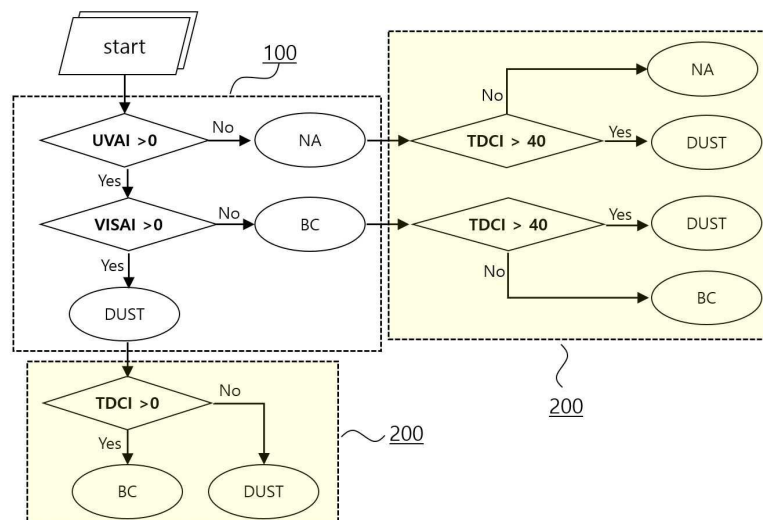 start
100
UVAI >0
No
NA
TDCI > 40
No
NA
Yes
DUST
Yes
VISAI >0
No
BC
TDCI > 40
Yes
DUST
No
BC
Yes
DUST
200
TDCI >0
No
Yes
BC
DUST
200